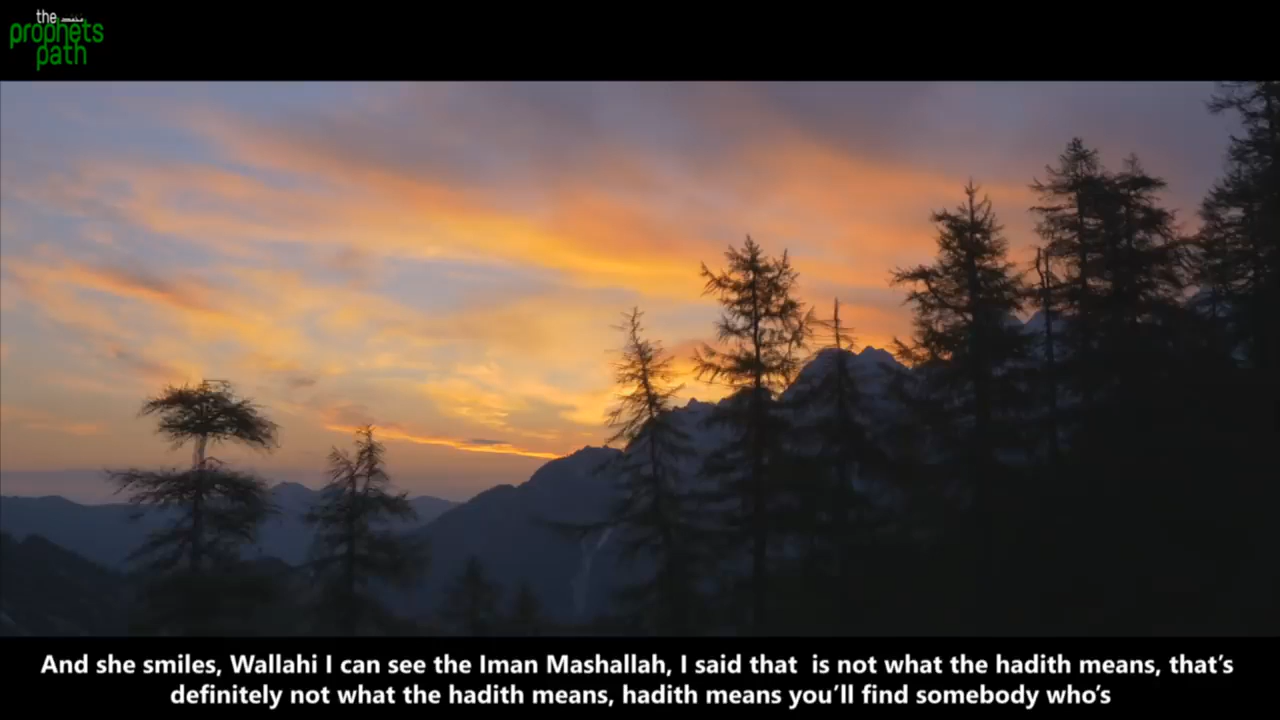 the
prophets
path
And she smiles, Wallahi I can see the Iman Mashallah, I said that  is not what the hadith means, that's
definitely not what the hadith means, hadith means you'll find somebody who's